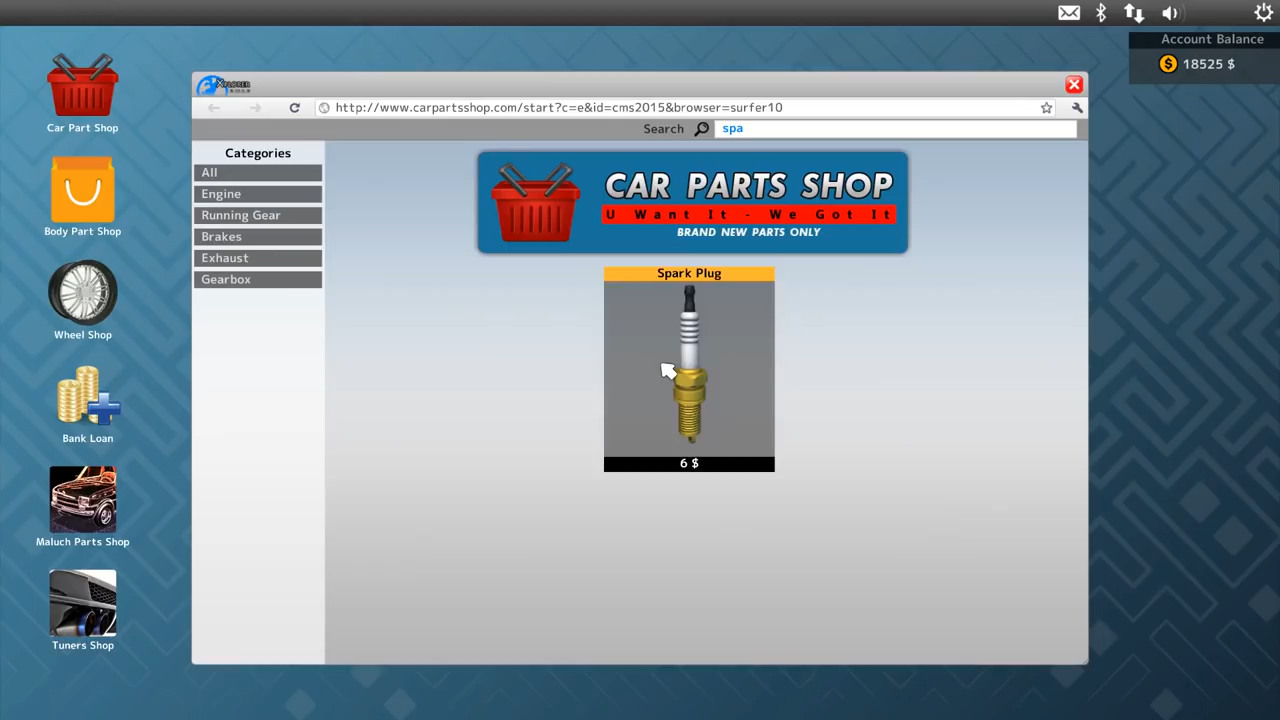 Account Balance
18525 $
Car Part Shop
Body Part Shop
Wheel Shop
Bank Loan
Maluch Parts Shop
Tuners Shop
http://www.carpartsshop.com/start?c=e&id=cms2015&browser=surfer10
Search
spa
Categories
All
Engine
Running Gear
Brakes
Exhaust
Gearbox
CAR PARTS SHOP
U Want It - We Got It
BRAND NEW PARTS ONLY
Spark Plug
6 $